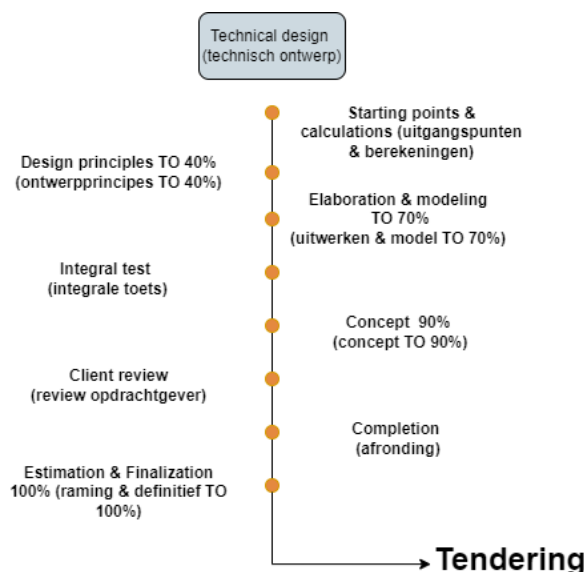 Technical design
(technisch ontwerp)
Starting points &
calculations (uitgangspunten
& berekeningen)
Design principles TO 40%
(ontwerpprincipes TO 40%)
Elaboration & modeling
TO 70%
(uitwerken & model TO 70%)
Integral test
(integrale toets)
Concept 90%
(concept TO 90%)
Client review
(review opdrachtgever)
Completion
(afronding)
Estimation & Finalization
100% (raming & definitief TO
100%)
Tendering